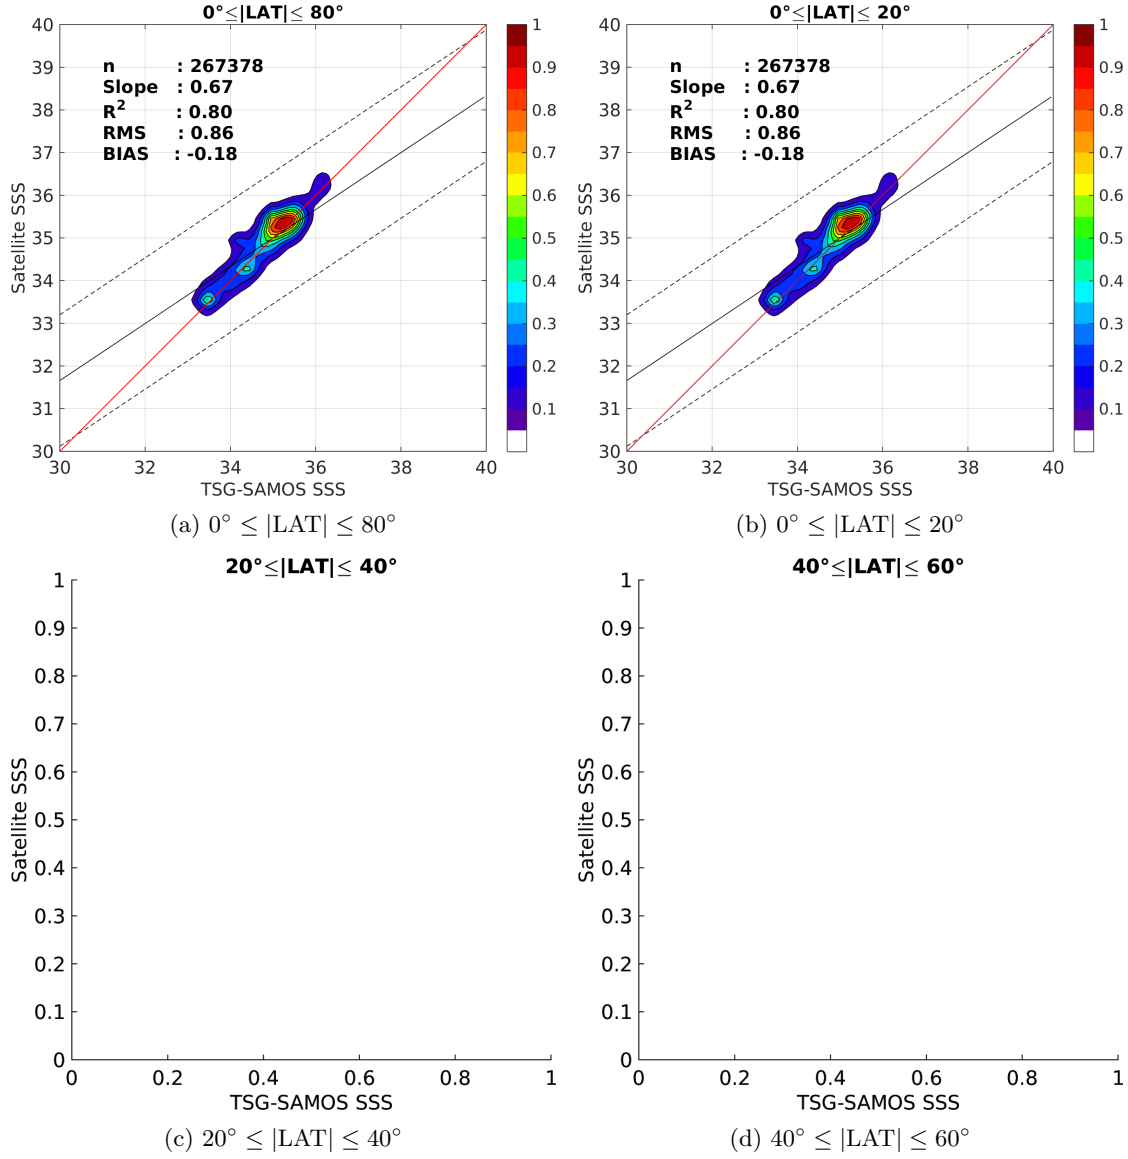 0°≤|LAT|≤ 80°
40
39
38
37
36
35
34
33
32
31
30
Satellite SSS
n : 267378
Slope : 0.67
R² : 0.80
RMS : 0.86
BIAS : -0.18
30 32 34 36 38 40
TSG-SAMOS SSS
1
0.9
0.8
0.7
0.6
0.5
0.4
0.3
0.2
0.1
(a) 0° ≤ |LAT| ≤ 80°
0°≤|LAT|≤ 20°
40
39
38
37
36
35
34
33
32
31
30
Satellite SSS
n : 267378
Slope : 0.67
R² : 0.80
RMS : 0.86
BIAS : -0.18
30 32 34 36 38 40
TSG-SAMOS SSS
1
0.9
0.8
0.7
0.6
0.5
0.4
0.3
0.2
0.1
(b) 0° ≤ |LAT| ≤ 20°
20°≤|LAT|≤ 40°
1
0.9
0.8
0.7
0.6
0.5
0.4
0.3
0.2
0.1
0
Satellite SSS
0 0.2 0.4 0.6 0.8 1
TSG-SAMOS SSS
(c) 20° ≤ |LAT| ≤ 40°
40°≤|LAT|≤ 60°
1
0.9
0.8
0.7
0.6
0.5
0.4
0.3
0.2
0.1
0
Satellite SSS
0 0.2 0.4 0.6 0.8 1
TSG-SAMOS SSS
(d) 40° ≤ |LAT| ≤ 60°